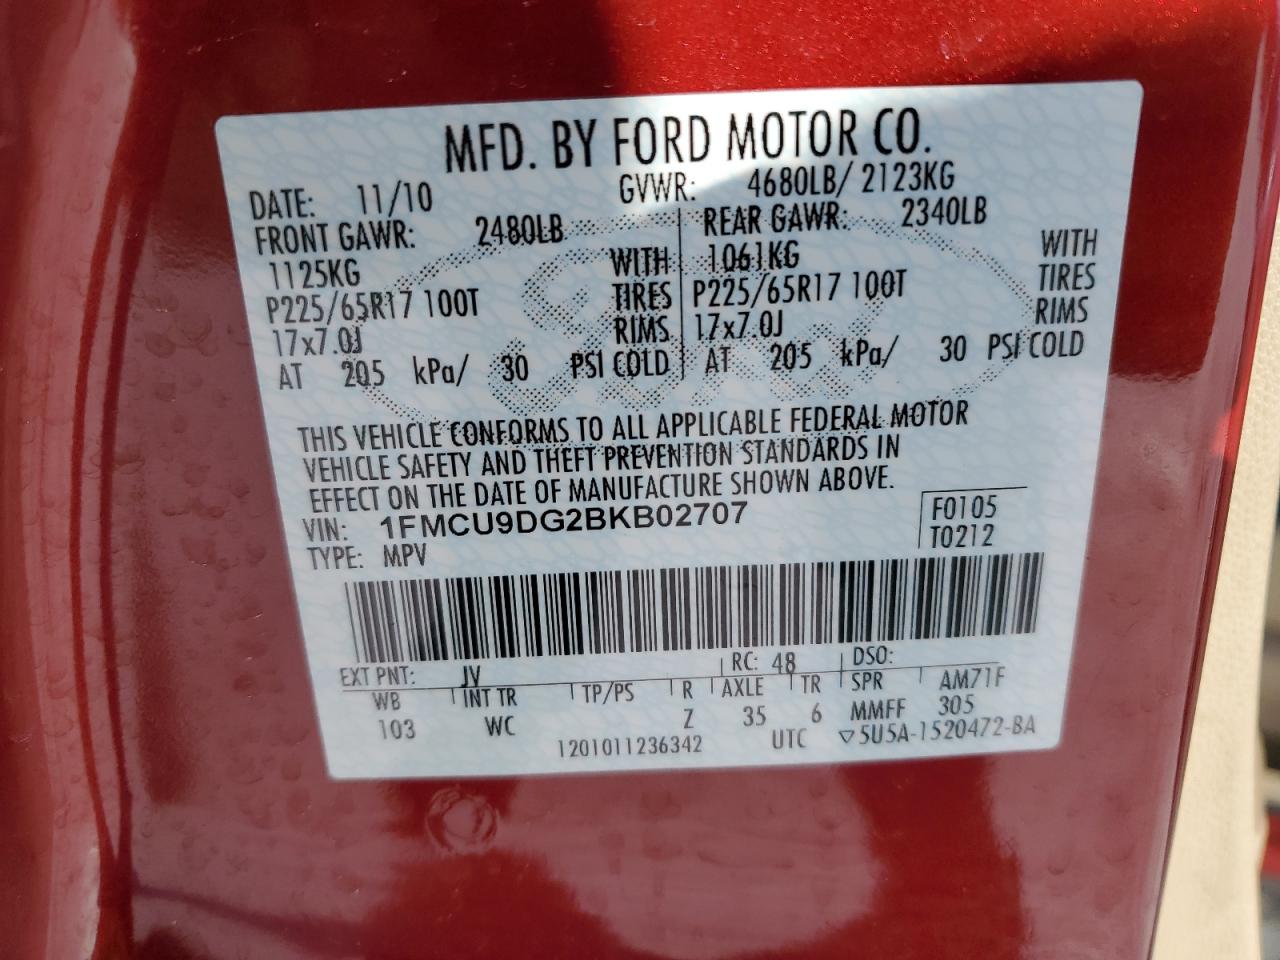 MFD. BY FORD MOTOR CO.
DATE: 11/10 GVWR: 4680LB/ 2123KG
FRONT GAWR: 2480LB REAR GAWR: 2340LB
1125KG WITH 1061KG WITH
P225/65R17 100T TIRES P225/65R17 100T TIRES
17x7.0J RIMS 17x7.0J RIMS
AT 205 kPa/ 30 PSI COLD AT 205 kPa/ 30 PSI COLD
THIS VEHICLE CONFORMS TO ALL APPLICABLE FEDERAL MOTOR
VEHICLE SAFETY AND THEFT PREVENTION STANDARDS IN
EFFECT ON THE DATE OF MANUFACTURE SHOWN ABOVE.
VIN: 1FMCU9DG2BKB02707 F0105
TYPE: MPV T0212
EXT PNT: JV RC: 48 DSO:
WB INT TR TP/PS R AXLE TR SPR AM71F
103 WC Z 35 6 MMFF 305
1201011236342 UTC ▽5U5A-1520472-BA